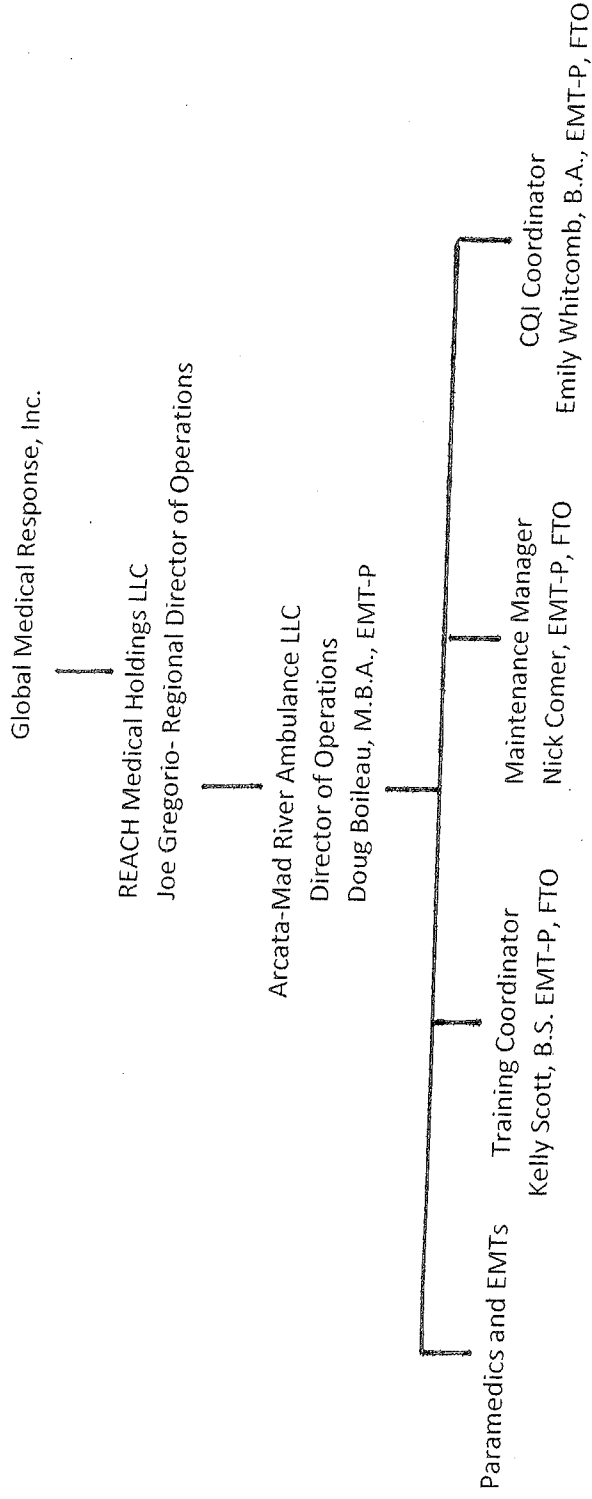 Global Medical Response, Inc.
REACH Medical Holdings LLC
Joe Gregorio- Regional Director of Operations
Arcata-Mad River Ambulance LLC
Director of Operations
Doug Boileau, M.B.A., EMT-P
Paramedics and EMTs
Training Coordinator
Kelly Scott, B.S. EMT-P, FTO
Maintenance Manager
Nick Comer, EMT-P, FTO
CQI Coordinator
Emily Whitcomb, B.A., EMT-P, FTO